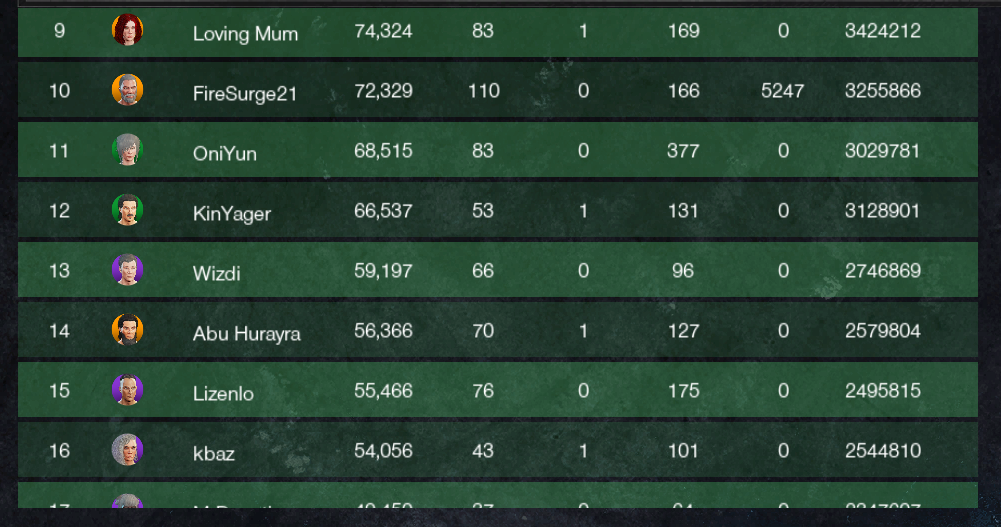 9 Loving Mum 74,324 83 1 169 0 3424212
10 FireSurge21 72,329 110 0 166 5247 3255866
11 OniYun 68,515 83 0 377 0 3029781
12 KinYager 66,537 53 1 131 0 3128901
13 Wizdi 59,197 66 0 96 0 2746869
14 Abu Hurayra 56,366 70 1 127 0 2579804
15 Lizenlo 55,466 76 0 175 0 2495815
16 kbaz 54,056 43 1 101 0 2544810